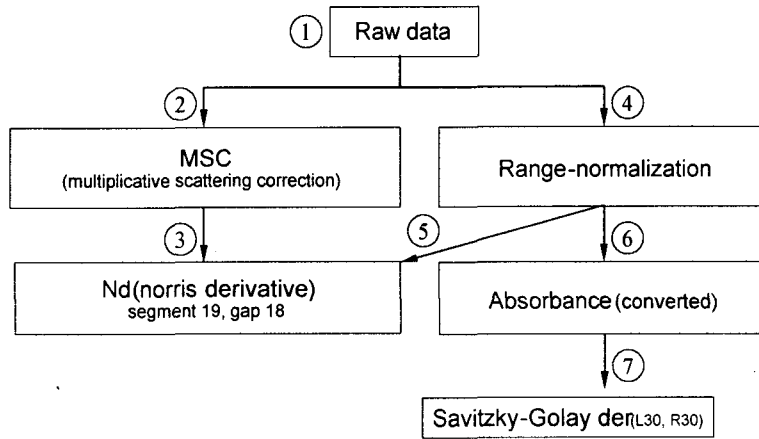 ① Raw data
② ④
MSC
(multiplicative scattering correction)
Range-normalization
③ ⑤ ⑥
Nd(norris derivative)
segment 19, gap 18
Absorbance (converted)
⑦
Savitzky-Golay der(L30, R30)